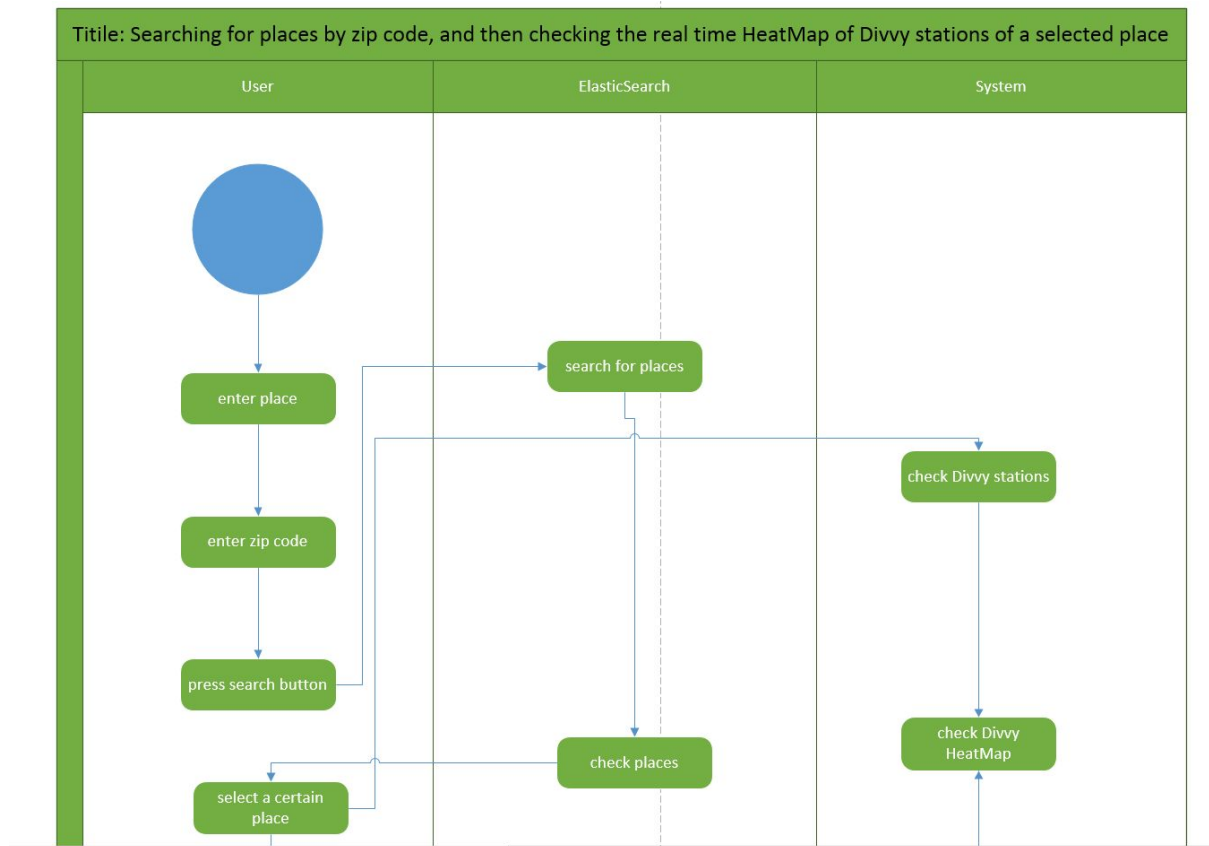 Titile: Searching for places by zip code, and then checking the real time HeatMap of Divvy stations of a selected place
User
ElasticSearch
System
search for places
enter place
check Divvy stations
enter zip code
press search button
check Divvy
HeatMap
check places
select a certain
place